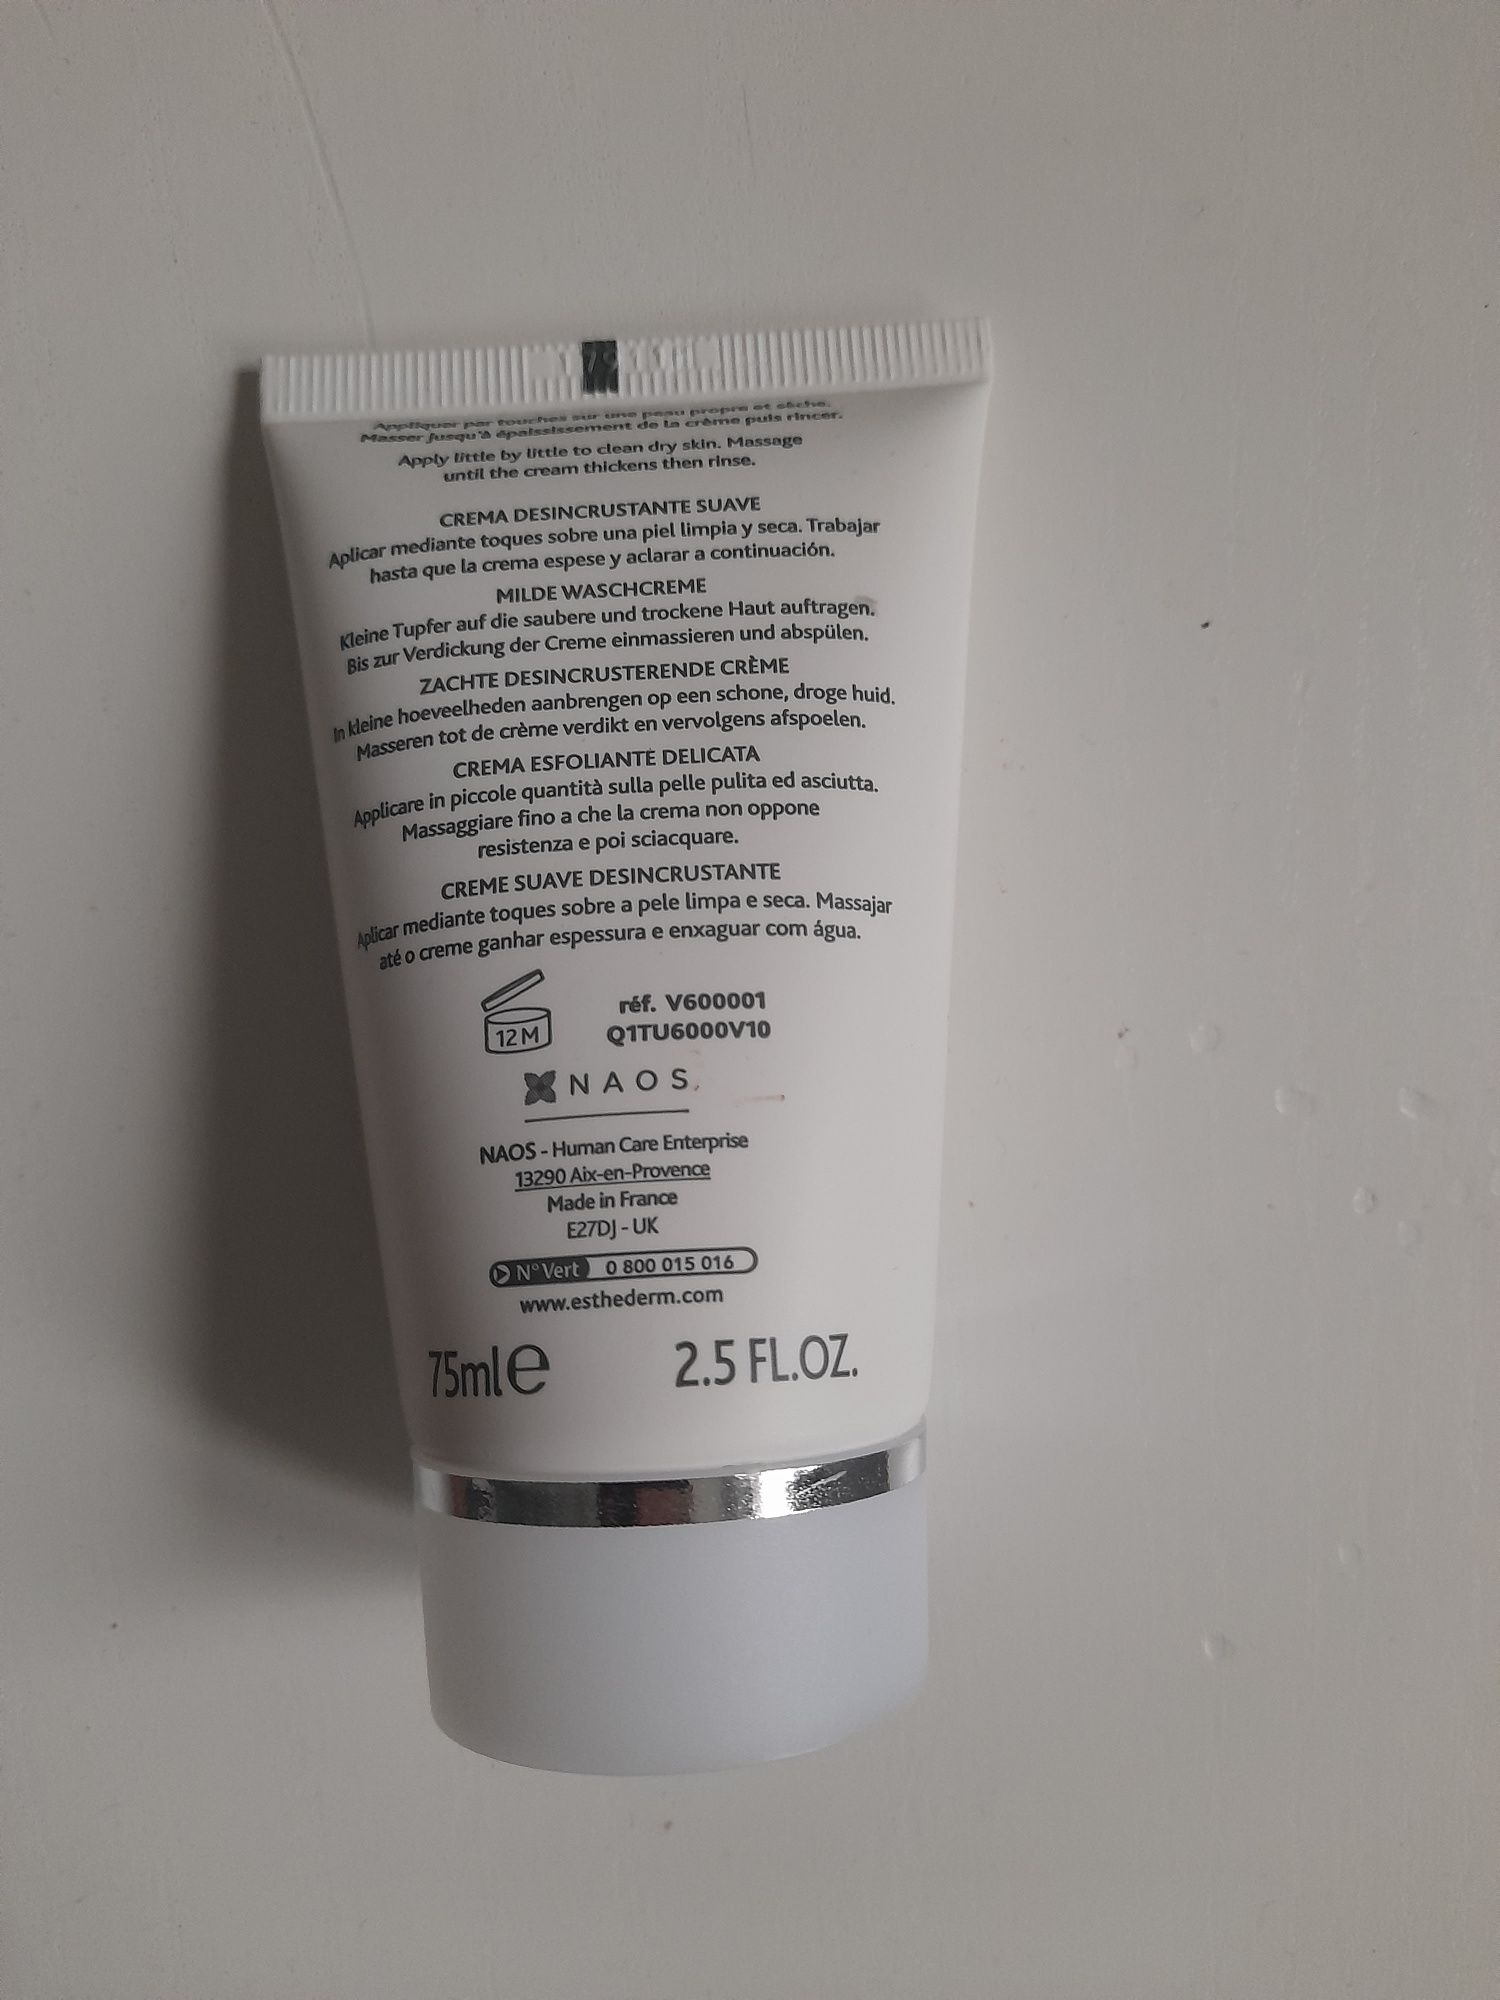 Appliquer par touches sur une peau propre et sèche.
Masser jusqu'à épaississement de la crème puis rincer.
Apply little by little to clean dry skin. Massage
until the cream thickens then rinse.
CREMA DESINCRUSTANTE SUAVE
Aplicar mediante toques sobre una piel limpia y seca. Trabajar
hasta que la crema espese y aclarar a continuación.
MILDE WASCHCREME
Kleine Tupfer auf die saubere und trockene Haut auftragen.
Bis zur Verdickung der Creme einmassieren und abspülen.
ZACHTE DESINCRUSTERENDE CRÈME
In kleine hoeveelheden aanbrengen op een schone, droge huid.
Masseren tot de crème verdikt en vervolgens afspoelen.
CREMA ESFOLIANTE DELICATA
Applicare in piccole quantità sulla pelle pulita ed asciutta.
Massaggiare fino a che la crema non oppone
resistenza e poi sciacquare.
CREME SUAVE DESINCRUSTANTE
Aplicar mediante toques sobre a pele limpa e seca. Massajar
até o creme ganhar espessura e enxaguar com água.
12 M
réf. V600001
Q1TU6000V10
NAOS
NAOS - Human Care Enterprise
13290 Aix-en-Provence
Made in France
E27DJ - UK
N° Vert 0 800 015 016
www.esthederm.com
75ml e 2.5 FL.OZ.